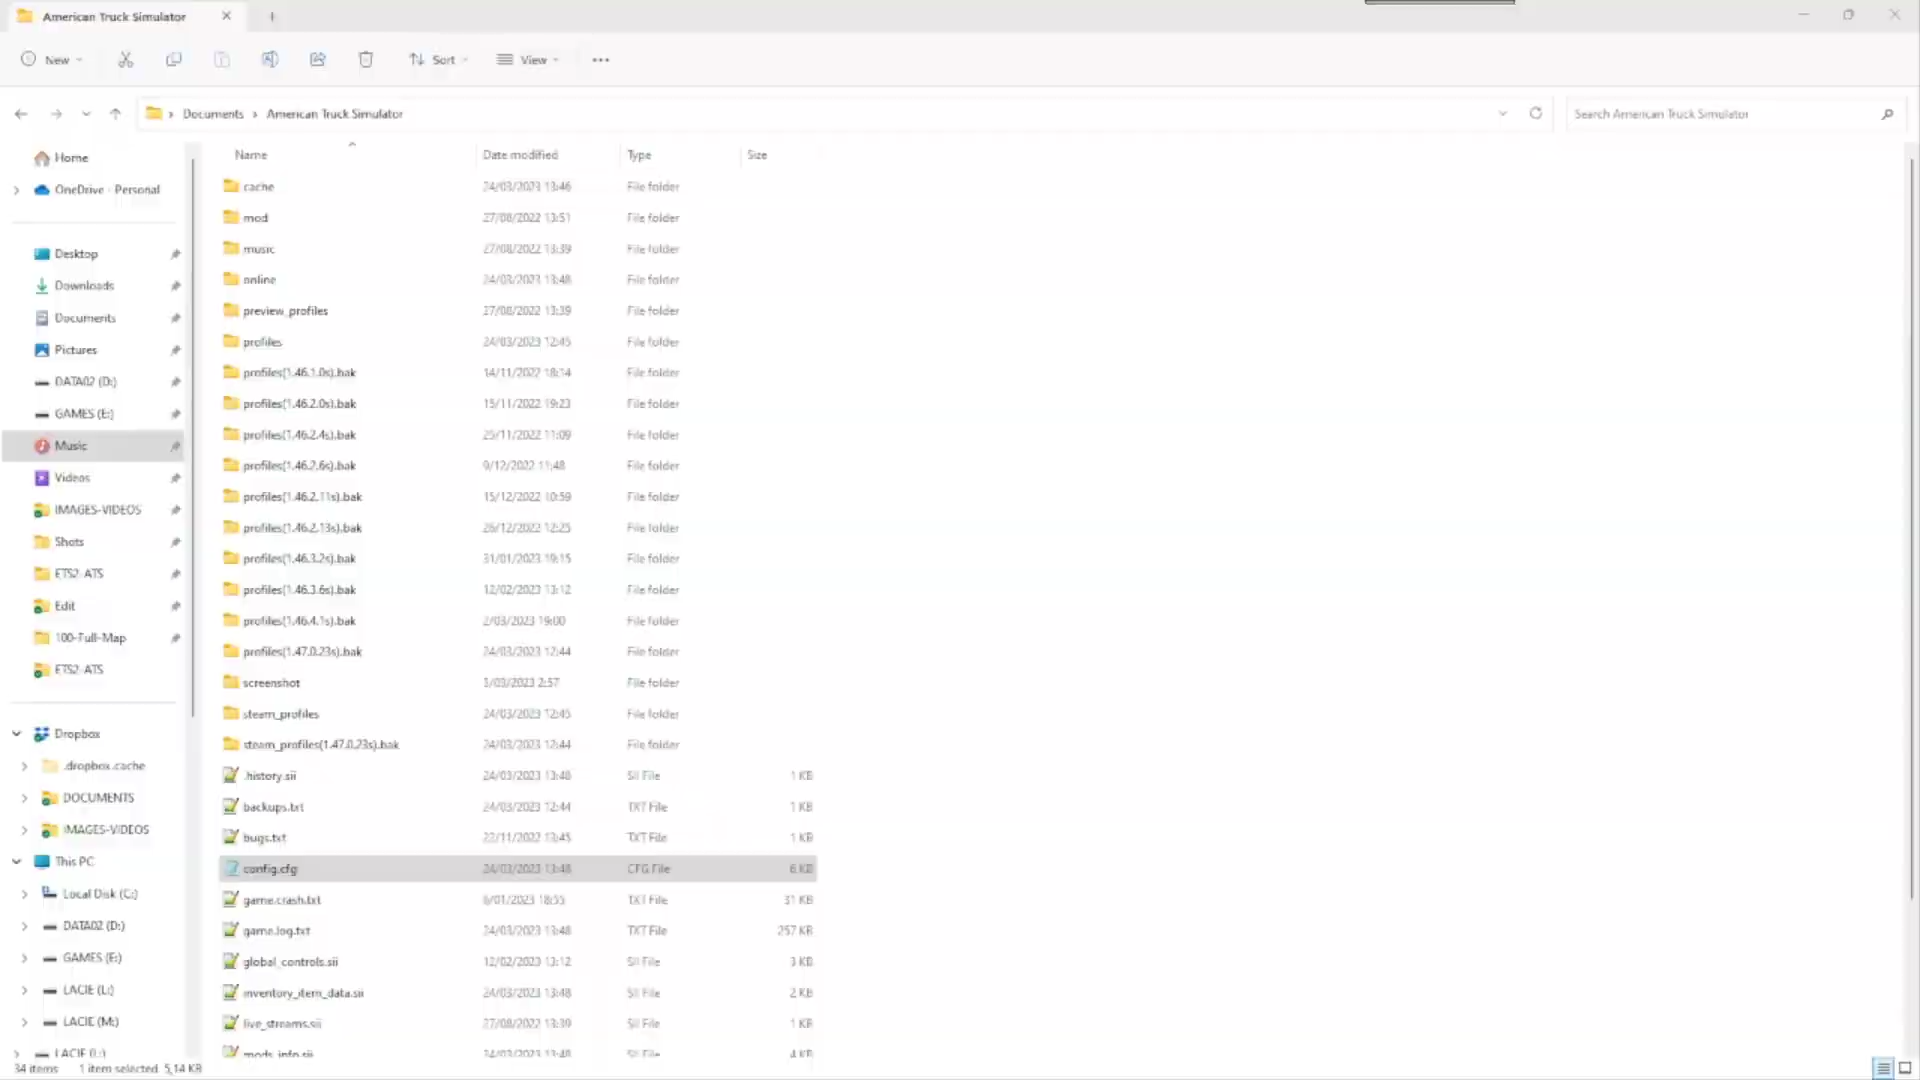 American Truck Simulator
New
Sort
View
Documents > American Truck Simulator
Search American Truck Simulator
Name Date modified Type Size
Home
OneDrive - Personal
Desktop
Downloads
Documents
Pictures
DATA02 (D:)
GAMES (E:)
Music
Videos
IMAGES-VIDEOS
Shots
ETS2-ATS
Edit
100-Full-Map
ETS2-ATS
Dropbox
.dropbox.cache
DOCUMENTS
IMAGES-VIDEOS
This PC
Local Disk (C:)
DATA02 (D:)
GAMES (E:)
LACIE (L:)
LACIE (M:)
LACIE (L:)
cache 24/03/2023 13:46 File folder
mod 27/08/2022 13:51 File folder
music 27/08/2022 13:39 File folder
online 24/03/2023 13:48 File folder
preview_profiles 27/08/2022 13:39 File folder
profiles 24/03/2023 12:45 File folder
profiles(1.46.1.0s).bak 14/11/2022 18:14 File folder
profiles(1.46.2.0s).bak 15/11/2022 19:23 File folder
profiles(1.46.2.4s).bak 25/11/2022 11:09 File folder
profiles(1.46.2.6s).bak 9/12/2022 11:48 File folder
profiles(1.46.2.11s).bak 15/12/2022 10:59 File folder
profiles(1.46.2.13s).bak 26/12/2022 12:25 File folder
profiles(1.46.3.2s).bak 31/01/2023 19:15 File folder
profiles(1.46.3.6s).bak 12/02/2023 13:12 File folder
profiles(1.46.4.1s).bak 2/03/2023 19:00 File folder
profiles(1.47.0.23s).bak 24/03/2023 12:44 File folder
screenshot 3/03/2023 2:57 File folder
steam_profiles 24/03/2023 12:45 File folder
steam_profiles(1.47.0.23s).bak 24/03/2023 12:44 File folder
.history.sii 24/03/2023 13:48 SII File 1 KB
backups.txt 24/03/2023 12:44 TXT File 1 KB
bugs.txt 22/11/2022 13:45 TXT File 1 KB
config.cfg 24/03/2023 13:48 CFG File 6 KB
game.crash.txt 6/01/2023 18:55 TXT File 31 KB
game.log.txt 24/03/2023 13:48 TXT File 257 KB
global_controls.sii 12/02/2023 13:12 SII File 3 KB
inventory_item_data.sii 24/03/2023 13:48 SII File 2 KB
live_streams.sii 27/08/2022 13:39 SII File 1 KB
mods_info.sii 24/03/2023 13:48 SII File 4 KB
34 items 1 item selected 5,14 KB